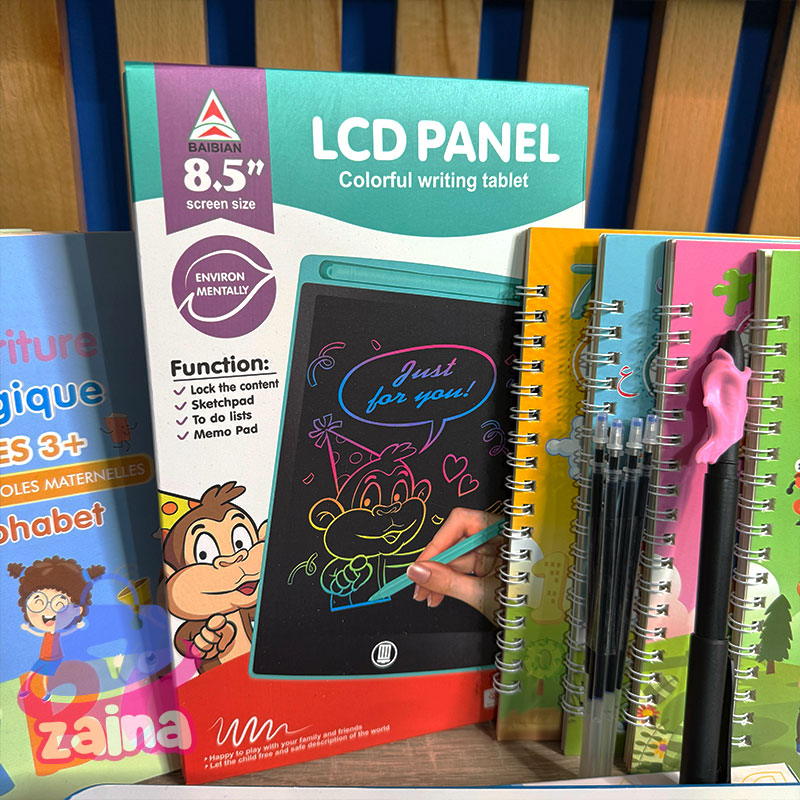 BAIBIAN
8.5”
screen size
LCD PANEL
Colorful writing tablet
ENVIRON
MENTALLY
Function:
Lock the content
Sketchpad
To do lists
Memo Pad
Just
for you!
Happy to play with your family and friends
Let the child free and safe description of the world
riture
gique
ES 3+
OLES MATERNELLES
phabet
ع
zaina